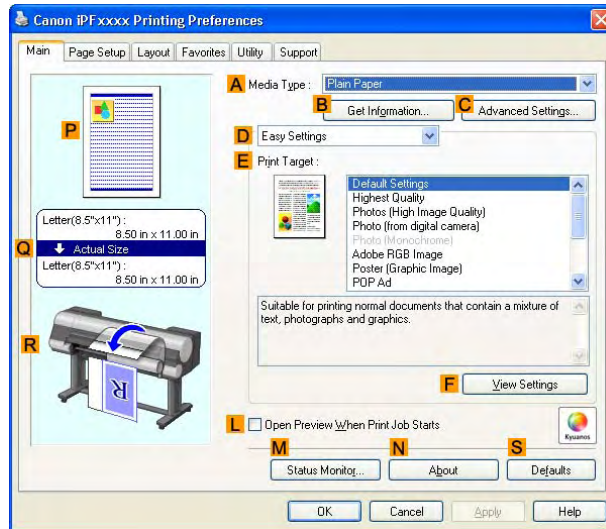 Canon iPFxxxx Printing Preferences
Main Page Setup Layout Favorites Utility Support
A Media Type : Plain Paper
B Get Information... C Advanced Settings...
D Easy Settings
E Print Target :
Default Settings
Highest Quality
Photos (High Image Quality)
Photo (from digital camera)
Photo (Monochrome)
Adobe RGB Image
Poster (Graphic Image)
POP Ad
P
Q
Letter(8.5"x11") :
8.50 in x 11.00 in
Actual Size
Letter(8.5"x11") :
8.50 in x 11.00 in
Suitable for printing normal documents that contain a mixture of
text, photographs and graphics.
R
R
F View Settings
L Open Preview When Print Job Starts
Kyuanos
M Status Monitor... N About S Defaults
OK Cancel Apply Help